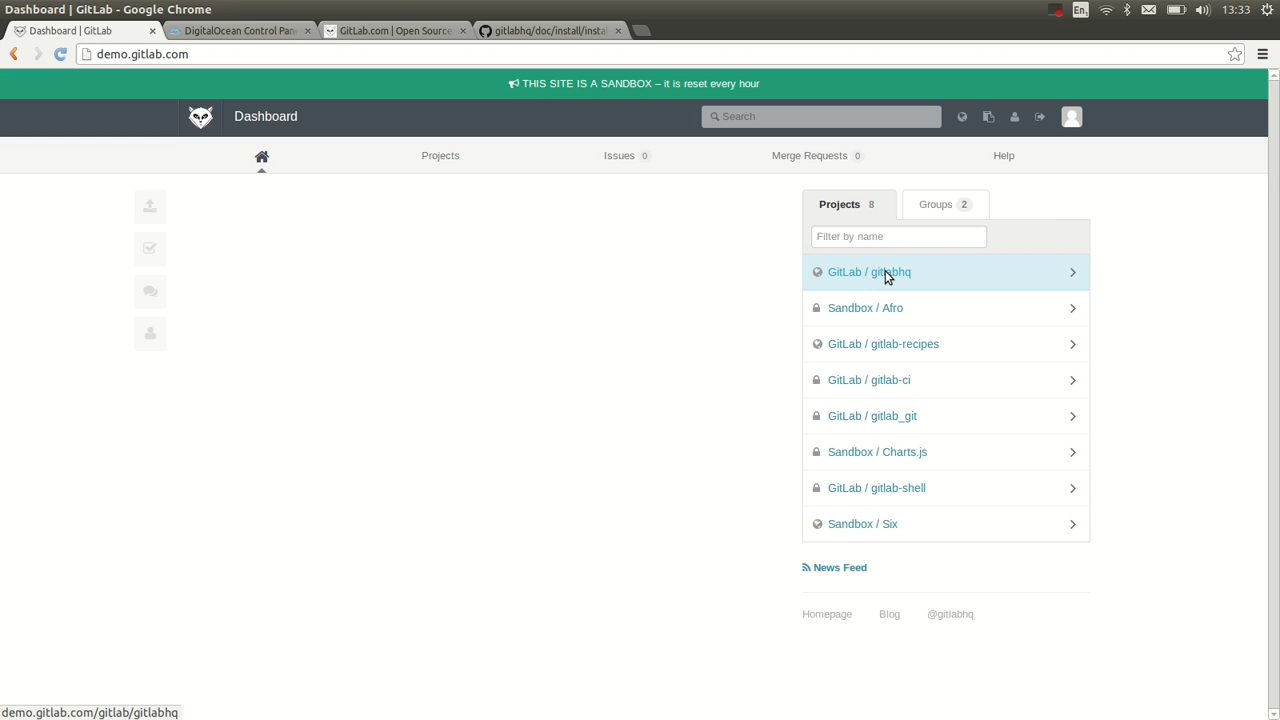 Dashboard | GitLab - Google Chrome
En 13:33
Dashboard | GitLab × DigitalOcean Control Pan × GitLab.com | Open Source × gitlabhq/doc/install/insta ×
demo.gitlab.com
THIS SITE IS A SANDBOX – it is reset every hour
Dashboard Search
Projects Issues 0 Merge Requests 0 Help
Projects 8 Groups 2
Filter by name
GitLab / gitlabhq
Sandbox / Afro
GitLab / gitlab-recipes
GitLab / gitlab-ci
GitLab / gitlab_git
Sandbox / Charts.js
GitLab / gitlab-shell
Sandbox / Six
News Feed
Homepage Blog @gitlabhq
demo.gitlab.com/gitlab/gitlabhq